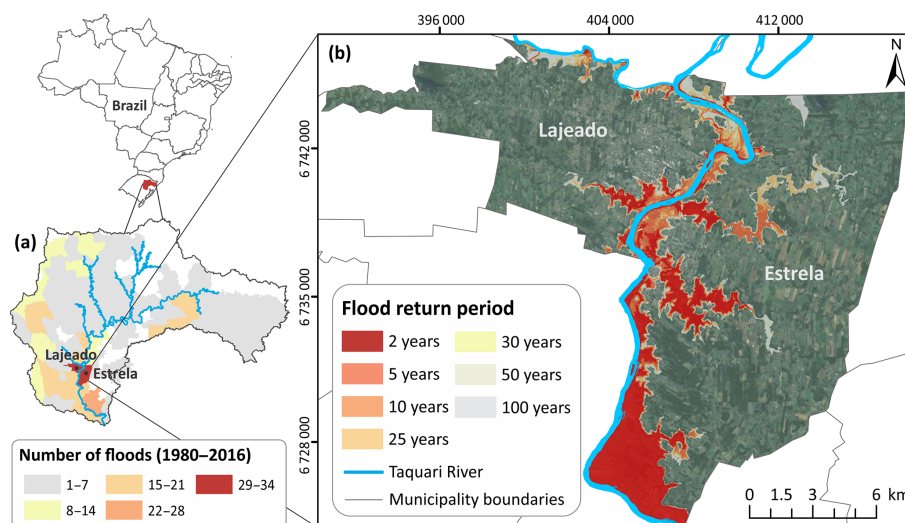 396 000
404 000
412 000
(b)
N
Brazil
Lajeado
6 742 000
(a)
Estrela
6 735 000
Flood return period
2 years
30 years
5 years
50 years
10 years
100 years
25 years
Taquari River
Municipality boundaries
Lajeado
Estrela
6 728 000
Number of floods (1980–2016)
1–7
15–21
29–34
8–14
22–28
0 1.5 3 6 km